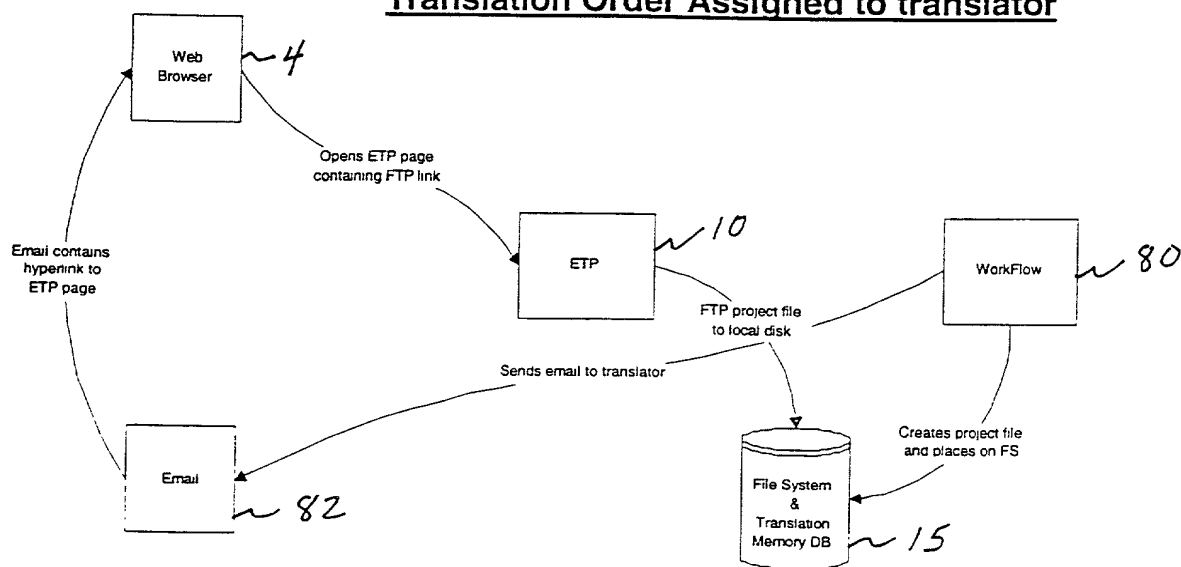 Translation Order Assigned to translator
Web
Browser
4
Opens ETP page
containing FTP link
Email contains
hyperlink to
ETP page
ETP
10
WorkFlow
80
FTP project file
to local disk
Sends email to translator
Creates project file
and places on FS
Email
82
File System
&
Translation
Memory DB
15